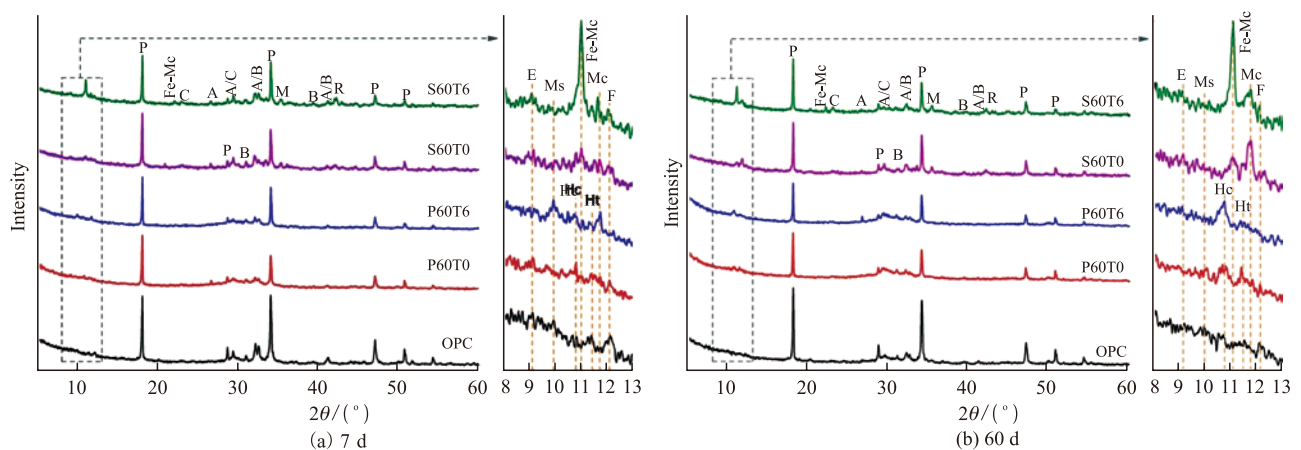 P
Fe-Mc
C
A
A/C
A/B
P
M
B
A/B
R
P
P
S60T6
P
B
S60T0
P60T6
P60T0
OPC
Intensity
10
20
30
40
50
60
2θ/(°)
(a) 7 d
E
Ms
Fe-Mc
Mc
F
Hc
Ht
8
9
10
11
12
13
P
Fe-Mc
C
A
A/C
A/B
P
M
B
A/B
R
P
P
S60T6
P
B
S60T0
P60T6
P60T0
OPC
Intensity
10
20
30
40
50
60
2θ/(°)
(b) 60 d
E
Ms
Fe-Mc
Mc
F
Hc
Ht
8
9
10
11
12
13